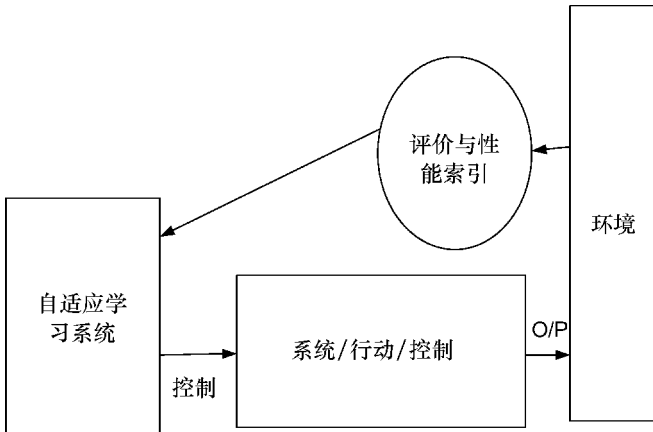 评价与性
能索引
环境
自适应学
习系统
系统/行动/控制
O/P
控制